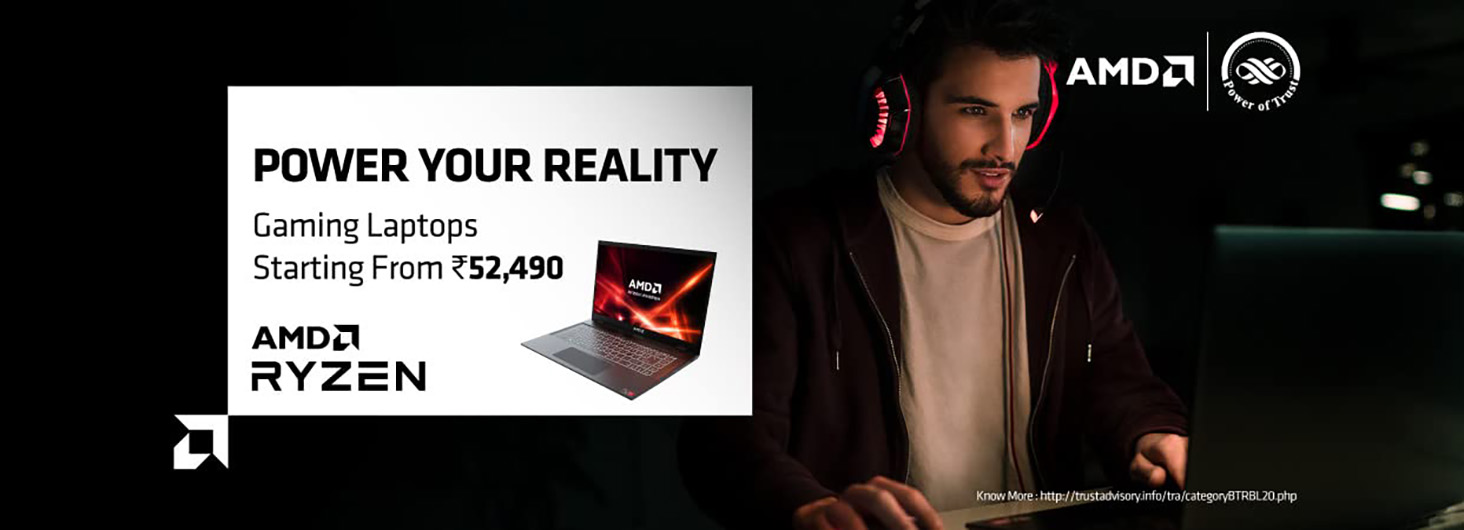 POWER YOUR REALITY
Gaming Laptops
Starting From ₹52,490
AMD
RYZEN
AMD
AMD
Power of Trust
Know More : http://trustadvisory.info/tra/categoryBTRBL20.php